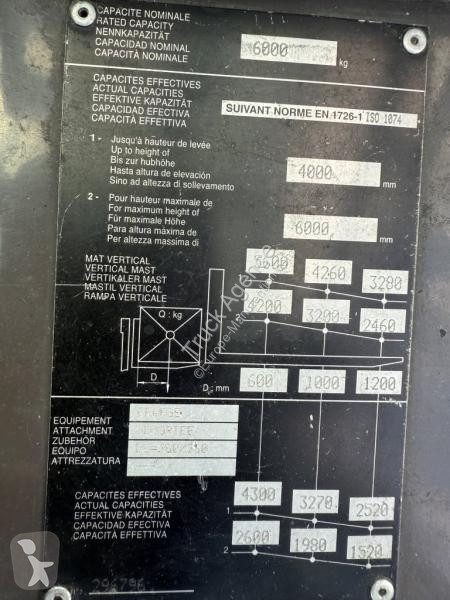 CAPACITE NOMINALE
RATED CAPACITY
NENNKAPAZITÄT
CAPACIDAD NOMINAL
CAPACITÀ NOMINALE
6000 kg
CAPACITES EFFECTIVES
ACTUAL CAPACITIES
EFFEKTIVE KAPAZITÄT
CAPACIDAD EFECTIVA
CAPACITÀ EFFETTIVA
SUIVANT NORME EN 1726-1 ISO 1074
1 - Jusqu'à hauteur de levée
Up to height of
Bis zur hubhöhe
Hasta altura de elevación
Sino ad altezza di sollevamento
4000 mm
2 - Pour hauteur maximale de
For maximum height of
Für maximale Höhe
Para altura máxima de
Per altezza massima di
6000 mm
MAT VERTICAL
VERTICAL MAST
VERTIKALER MAST
MASTIL VERTICAL
RAMPA VERTICALE
4260 3280
4200 3200 2460
Q : kg
D
D : mm
600 1000 1200
EQUIPEMENT
ATTACHMENT
ZUBEHÖR
EQUIPO
ATTREZZATURA
CAPACITES EFFECTIVES
ACTUAL CAPACITIES
EFFEKTIVE KAPAZITÄT
CAPACIDAD EFECTIVA
CAPACITÀ EFFETTIVA
1 4300 3270 2520
2 2600 1980 1520
296796
Truck Agency
©Europe-Ma